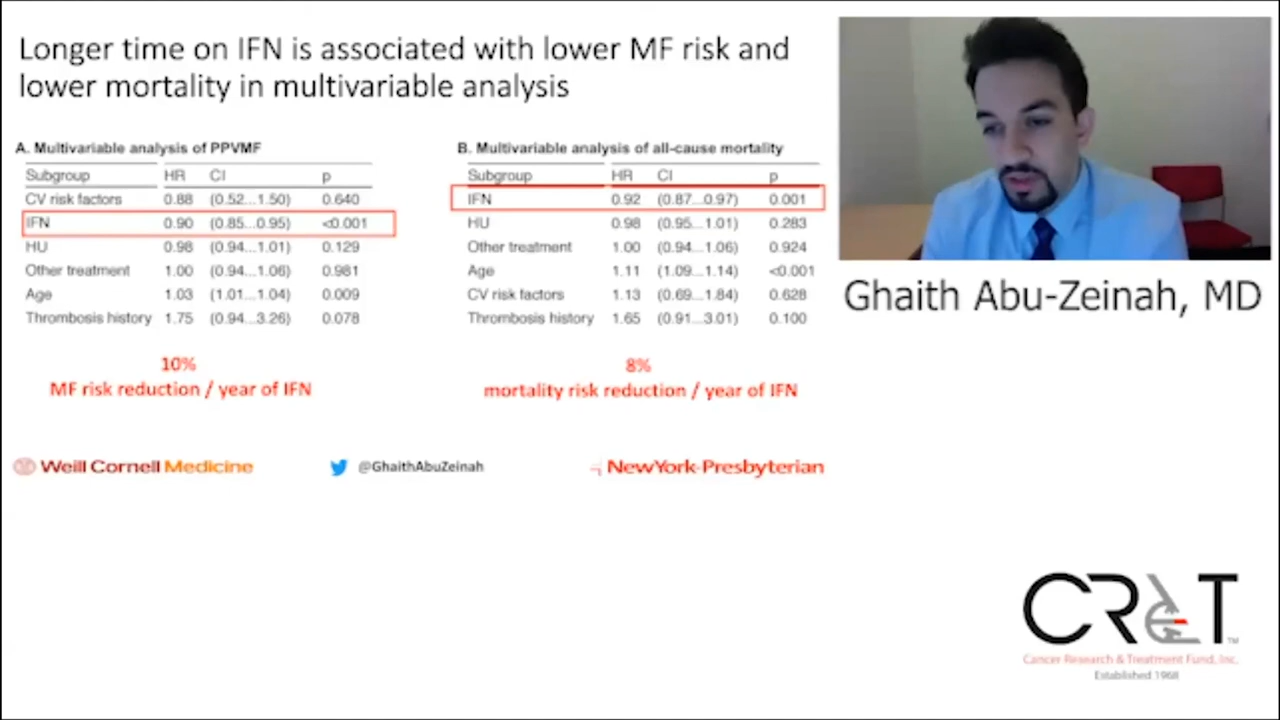 Longer time on IFN is associated with lower MF risk and
lower mortality in multivariable analysis
A. Multivariable analysis of PPVMF
Subgroup HR CI p
CV risk factors 0.88 (0.52...1.50) 0.640
IFN 0.90 (0.85...0.95) <0.001
HU 0.98 (0.94...1.01) 0.129
Other treatment 1.00 (0.94...1.06) 0.981
Age 1.03 (1.01...1.04) 0.009
Thrombosis history 1.75 (0.94...3.26) 0.078
10%
MF risk reduction / year of IFN
B. Multivariable analysis of all-cause mortality
Subgroup HR CI p
IFN 0.92 (0.87...0.97) 0.001
HU 0.98 (0.95...1.01) 0.283
Other treatment 1.00 (0.94...1.06) 0.924
Age 1.11 (1.09...1.14) <0.001
CV risk factors 1.13 (0.69...1.84) 0.628
Thrombosis history 1.65 (0.91...3.01) 0.100
8%
mortality risk reduction / year of IFN
Ghaith Abu-Zeinah, MD
Weill Cornell Medicine
@GhaithAbuZeinah
NewYork-Presbyterian
CR&T™
Cancer Research & Treatment Fund, Inc.
Established 1968